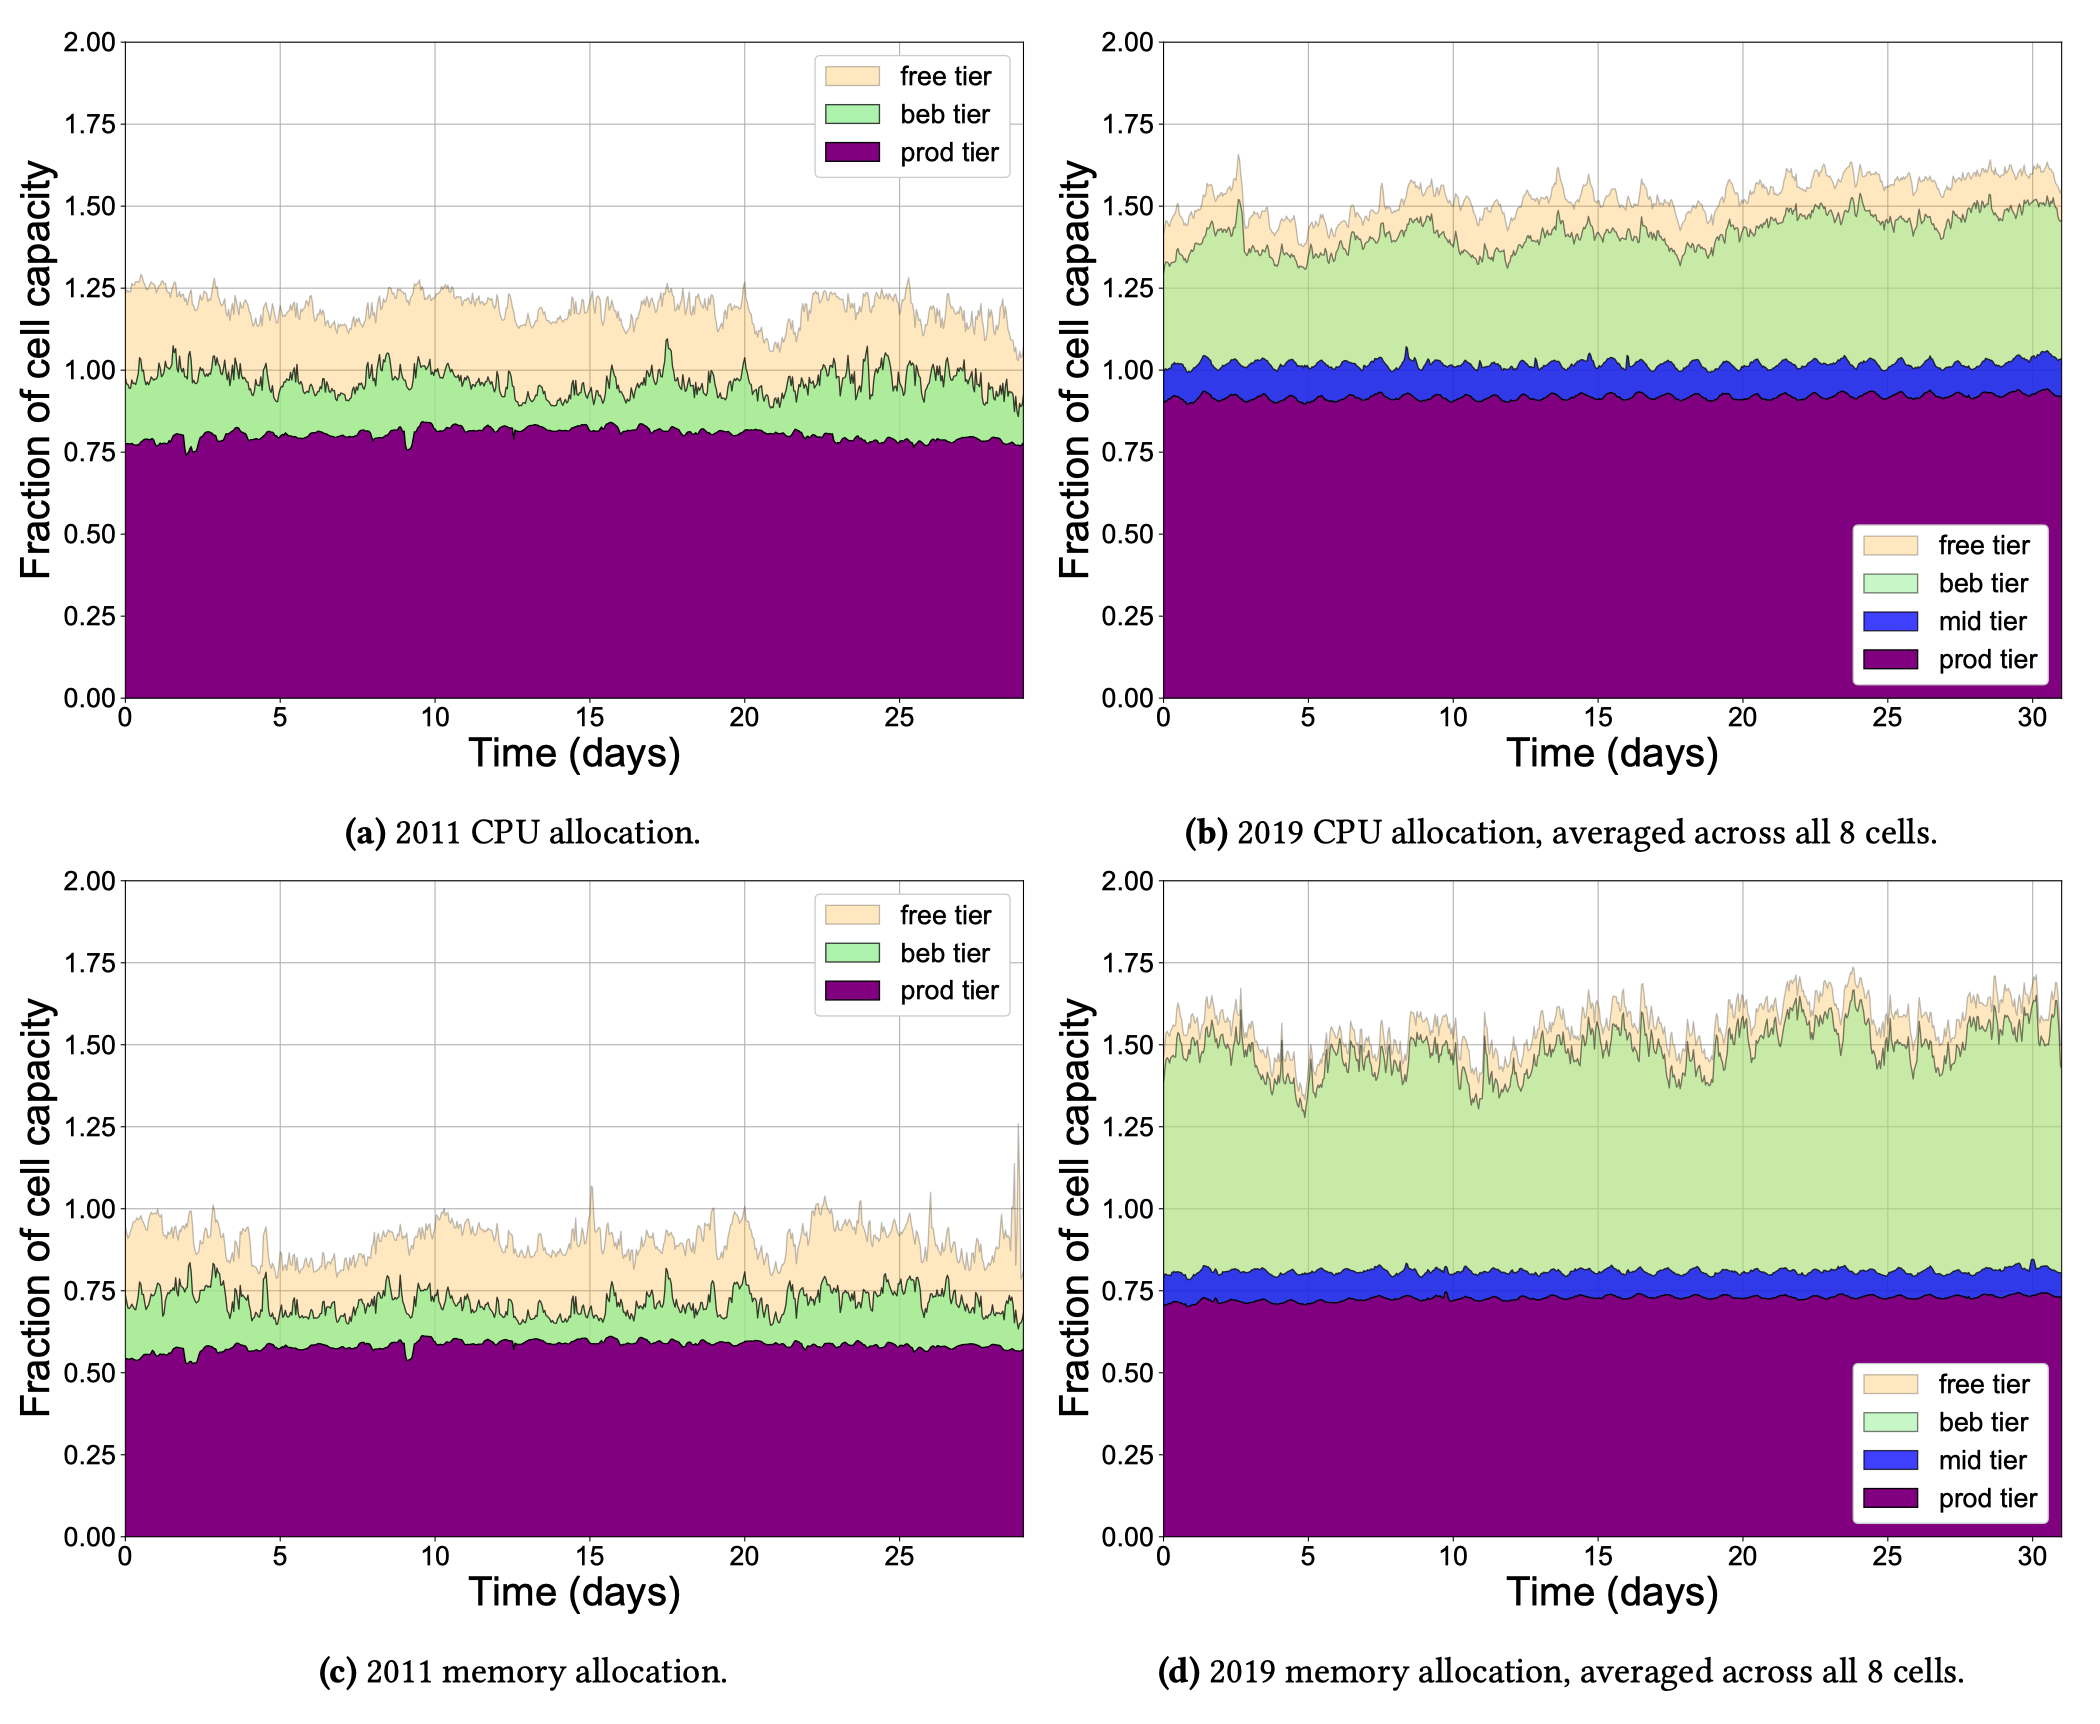 2.00
1.75
1.50
1.25
1.00
0.75
0.50
0.25
0.00
Fraction of cell capacity
free tier
beb tier
prod tier
0 5 10 15 20 25
Time (days)
(a) 2011 CPU allocation.
2.00
1.75
1.50
1.25
1.00
0.75
0.50
0.25
0.00
Fraction of cell capacity
free tier
beb tier
mid tier
prod tier
0 5 10 15 20 25 30
Time (days)
(b) 2019 CPU allocation, averaged across all 8 cells.
2.00
1.75
1.50
1.25
1.00
0.75
0.50
0.25
0.00
Fraction of cell capacity
free tier
beb tier
prod tier
0 5 10 15 20 25
Time (days)
(c) 2011 memory allocation.
2.00
1.75
1.50
1.25
1.00
0.75
0.50
0.25
0.00
Fraction of cell capacity
free tier
beb tier
mid tier
prod tier
0 5 10 15 20 25 30
Time (days)
(d) 2019 memory allocation, averaged across all 8 cells.